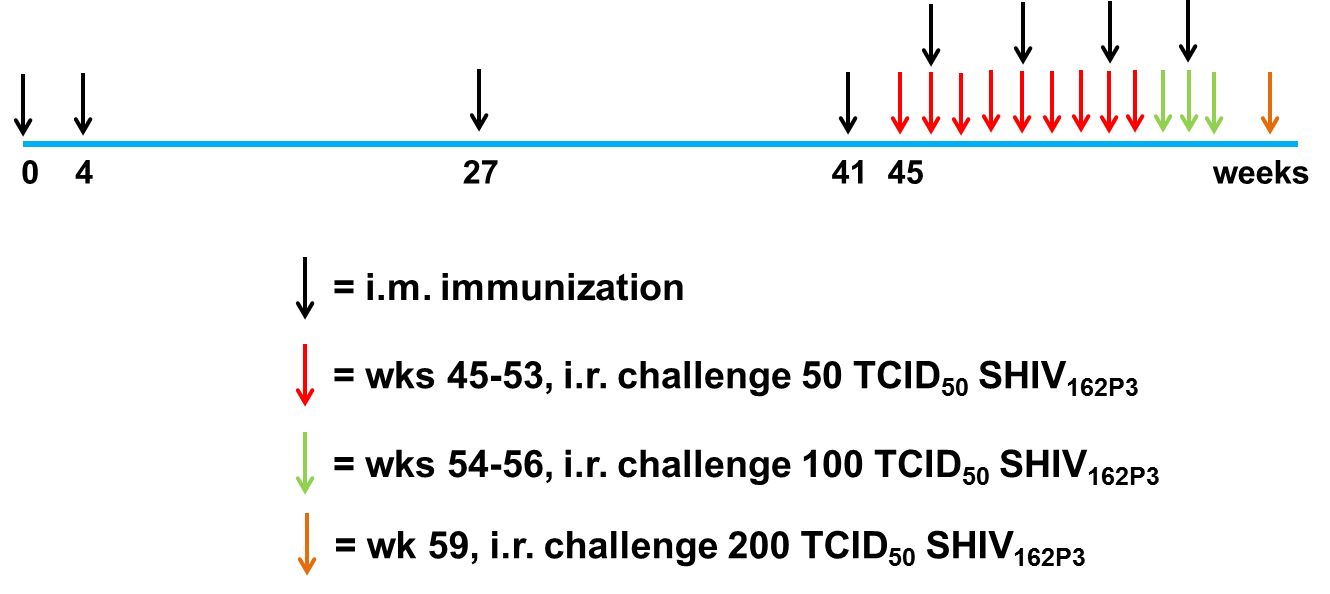 0 4 27 41 45 weeks
= i.m. immunization
= wks 45-53, i.r. challenge 50 TCID50 SHIV162P3
= wks 54-56, i.r. challenge 100 TCID50 SHIV162P3
= wk 59, i.r. challenge 200 TCID50 SHIV162P3